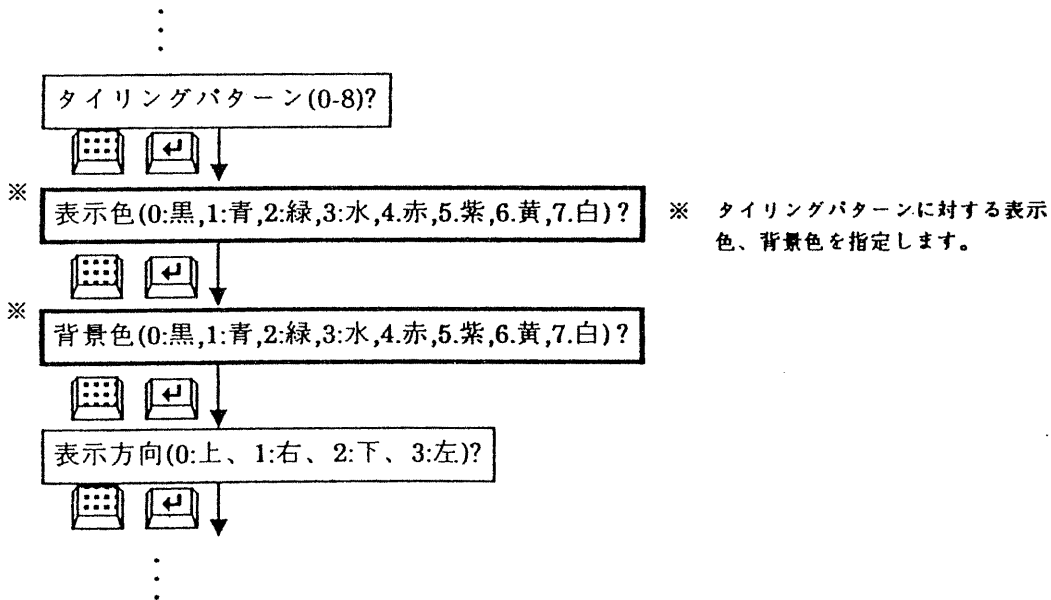 タイリングパターン(0-8)?
※
表示色(0:黒,1:青,2:緑,3:水,4.赤,5.紫,6.黄,7.白)?
※ タイリングパターンに対する表示
色、背景色を指定します。
※
背景色(0:黒,1:青,2:緑,3:水,4.赤,5.紫,6.黄,7.白)?
表示方向(0:上、1:右、2:下、3:左)?